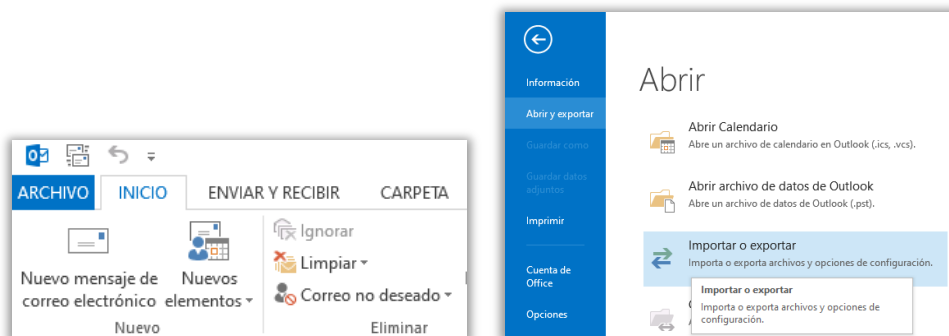 ARCHIVO INICIO ENVIAR Y RECIBIR CARPETA
Nuevo mensaje de
correo electrónico
Nuevos
elementos
Ignorar
Limpiar
Correo no deseado
Nuevo
Eliminar
Información
Abrir y exportar
Guardar como
Guardar datos
adjuntos
Imprimir
Cuenta de
Office
Opciones
Abrir
Abrir Calendario
Abre un archivo de calendario en Outlook (.ics, .vcs).
Abrir archivo de datos de Outlook
Abre un archivo de datos de Outlook (.pst).
Importar o exportar
Importa o exporta archivos y opciones de configuración.
Importar o exportar
Importa o exporta archivos y opciones de
configuración.